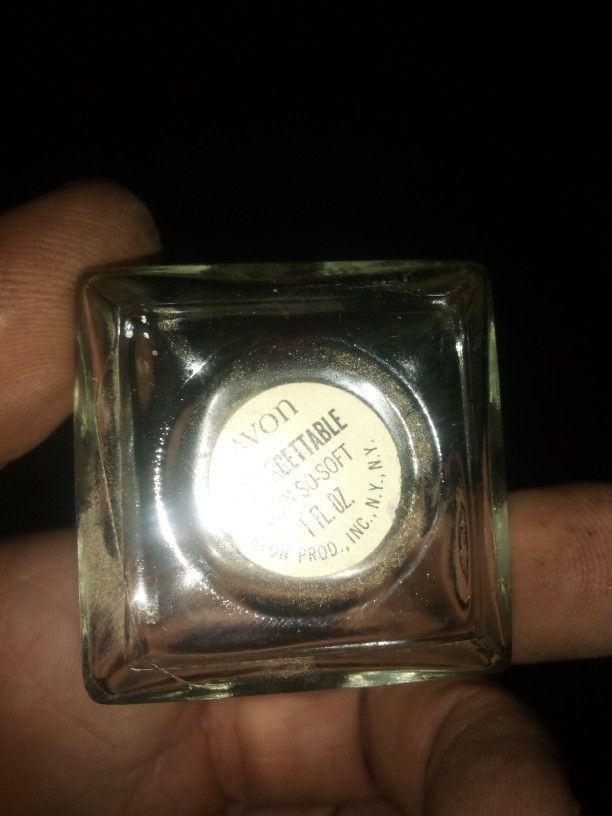 Avon
SO-SOFT
1 FL. OZ.
PROD., INC., N.Y., N.Y.